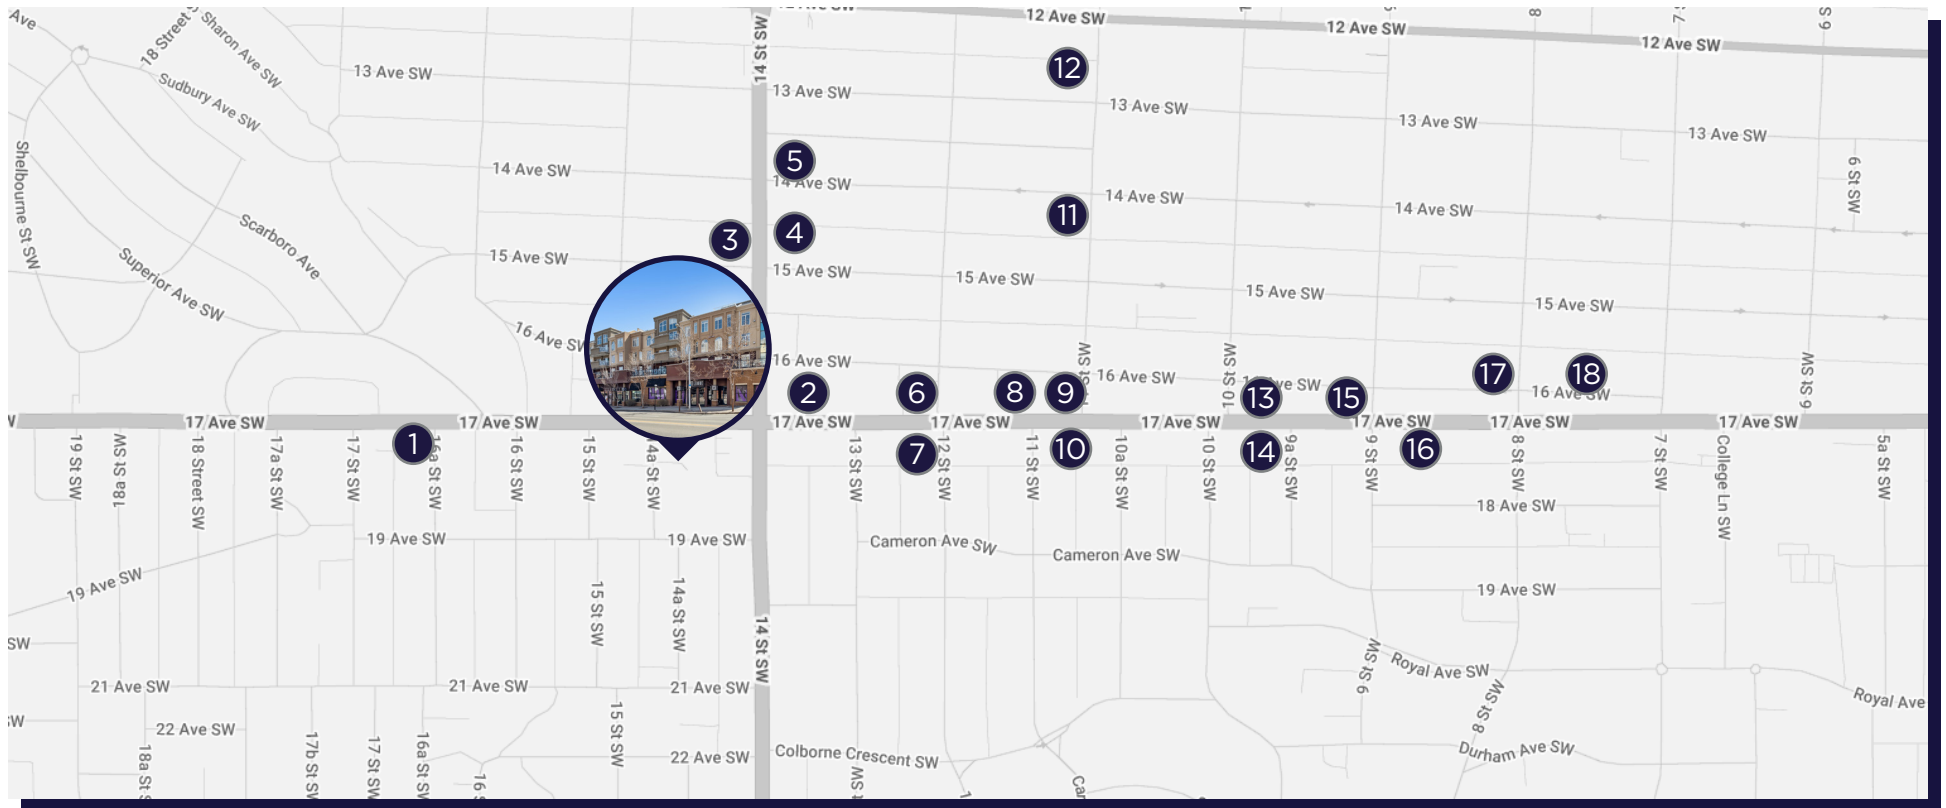 Ave
18 Street
Sharon Ave SW
Sudbury Ave SW
13 Ave SW
14 St SW
12 Ave SW
12 Ave SW
12 Ave SW
12 Ave SW
8
7
6 S
12
13 Ave SW
13 Ave SW
13 Ave SW
13 Ave SW
Shelbourne St SW
14 Ave SW
5
14 Ave SW
14 Ave SW
14 Ave SW
6 St SW
11
Scarboro Ave
3
4
Superior Ave SW
15 Ave SW
15 Ave SW
15 Ave SW
15 Ave SW
15 Ave SW
16 Ave SW
16 Ave SW
16 Ave SW
10 St SW
16 Ave SW
6 St SW
2
6
8
9
13
15
17
18
17 Ave SW
17 Ave SW
17 Ave SW
17 Ave SW
17 Ave SW
17 Ave SW
17 Ave SW
17 Ave SW
1
7
10
14
16
19 St SW
18a St SW
18 Street SW
17a St SW
17 St SW
16a St SW
16 St SW
15 St SW
14a St SW
13 St SW
12 St SW
11 St SW
10a St SW
10 St SW
9a St SW
9 St SW
8 St SW
7 St SW
College Ln SW
5a St SW
18 Ave SW
19 Ave SW
19 Ave SW
Cameron Ave SW
Cameron Ave SW
19 Ave SW
15 St SW
14a St SW
19 Ave SW
SW
14 St SW
9 St SW
Royal Ave SW
21 Ave SW
21 Ave SW
21 Ave SW
8 St SW
Royal Ave
22 Ave SW
15 St SW
18a St S
17b St SW
17 St SW
16a St SW
16 S
22 Ave SW
Colborne Crescent SW
Durham Ave SW
t SW
Car
1